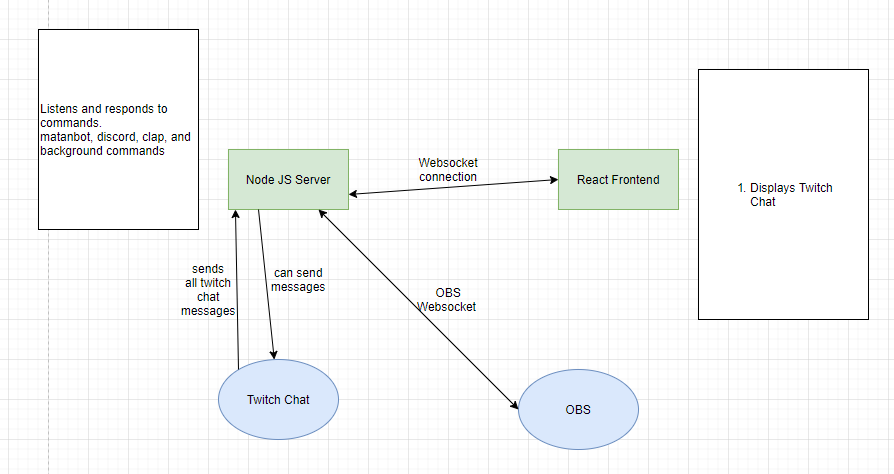 Listens and responds to
commands.
matanbot, discord, clap, and
background commands
Node JS Server
Websocket
connection
React Frontend
1. Displays Twitch
Chat
sends
all twitch
chat
messages
can send
messages
OBS
Websocket
Twitch Chat
OBS